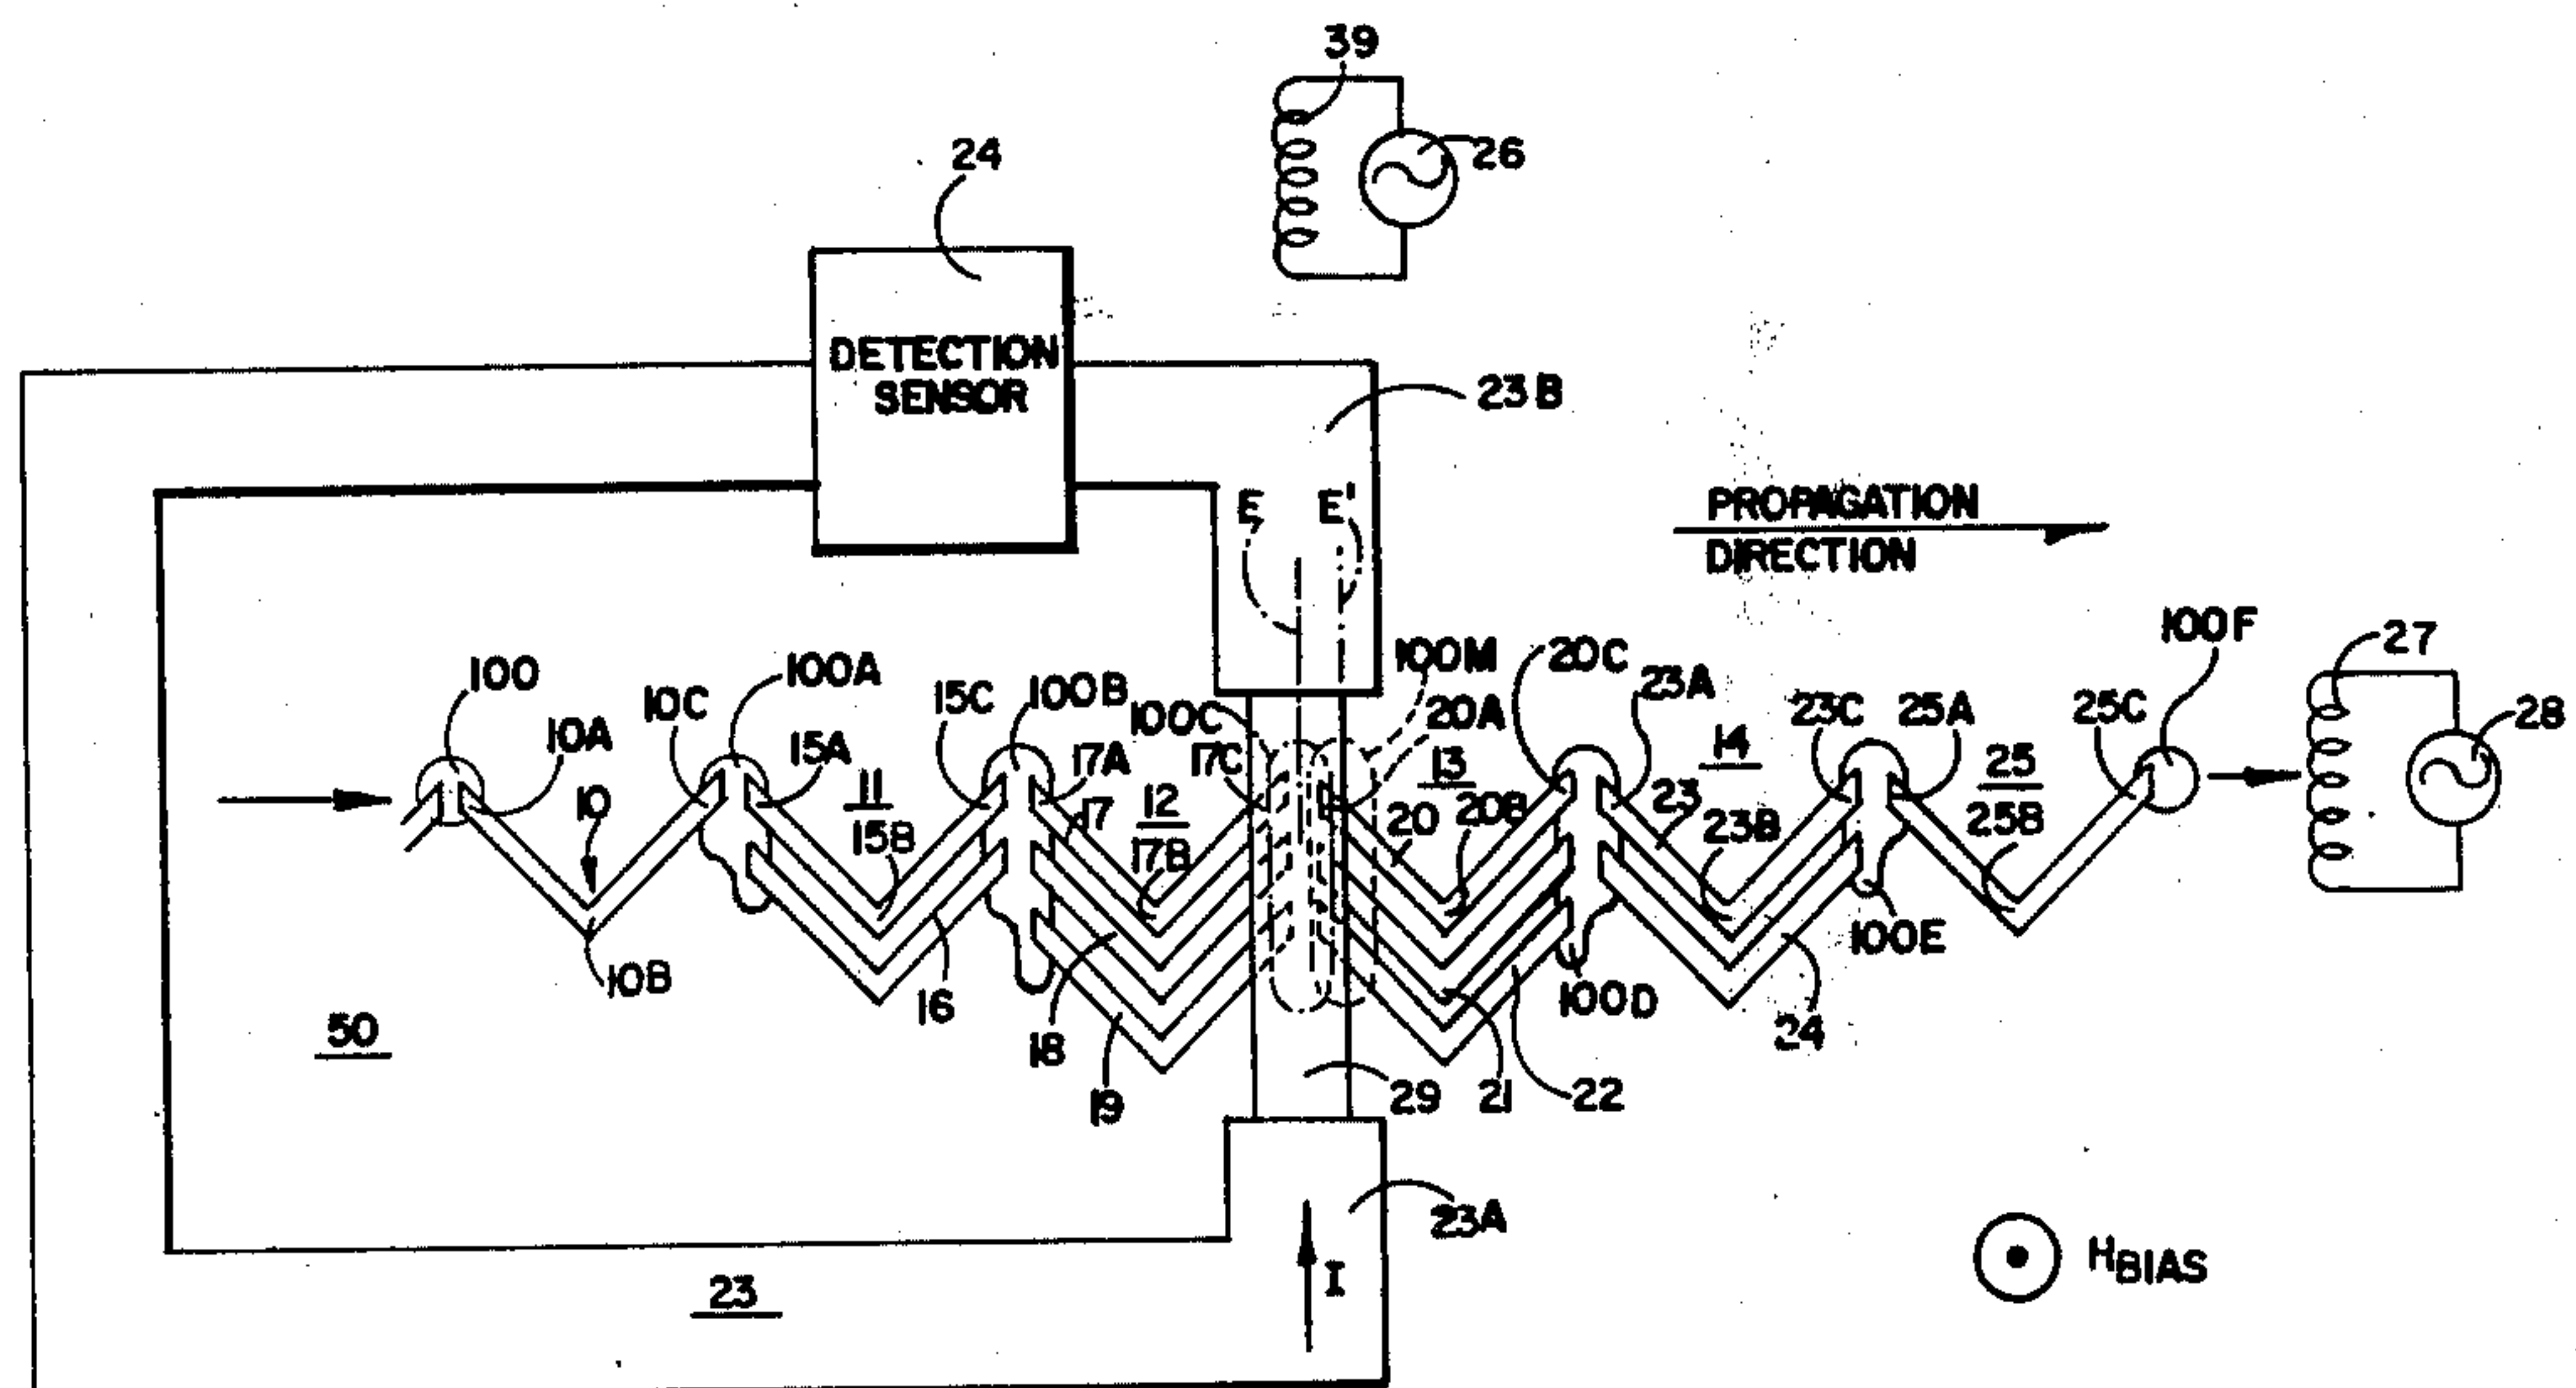 39
26
24
DETECTION
SENSOR
23B
E E'
PROPAGATION
DIRECTION
100F
27
28
100
10A
10C
100A
15A
11
15B
15C
100B
17A
17
12
17B
100C
17C
100M
20A
13
20
20B
20C
23A
14
23
23B
23C
25A
25
25B
25C
10
10B
16
18
19
50
29
21
22
100D
24
100E
23A
I
23
HBIAS